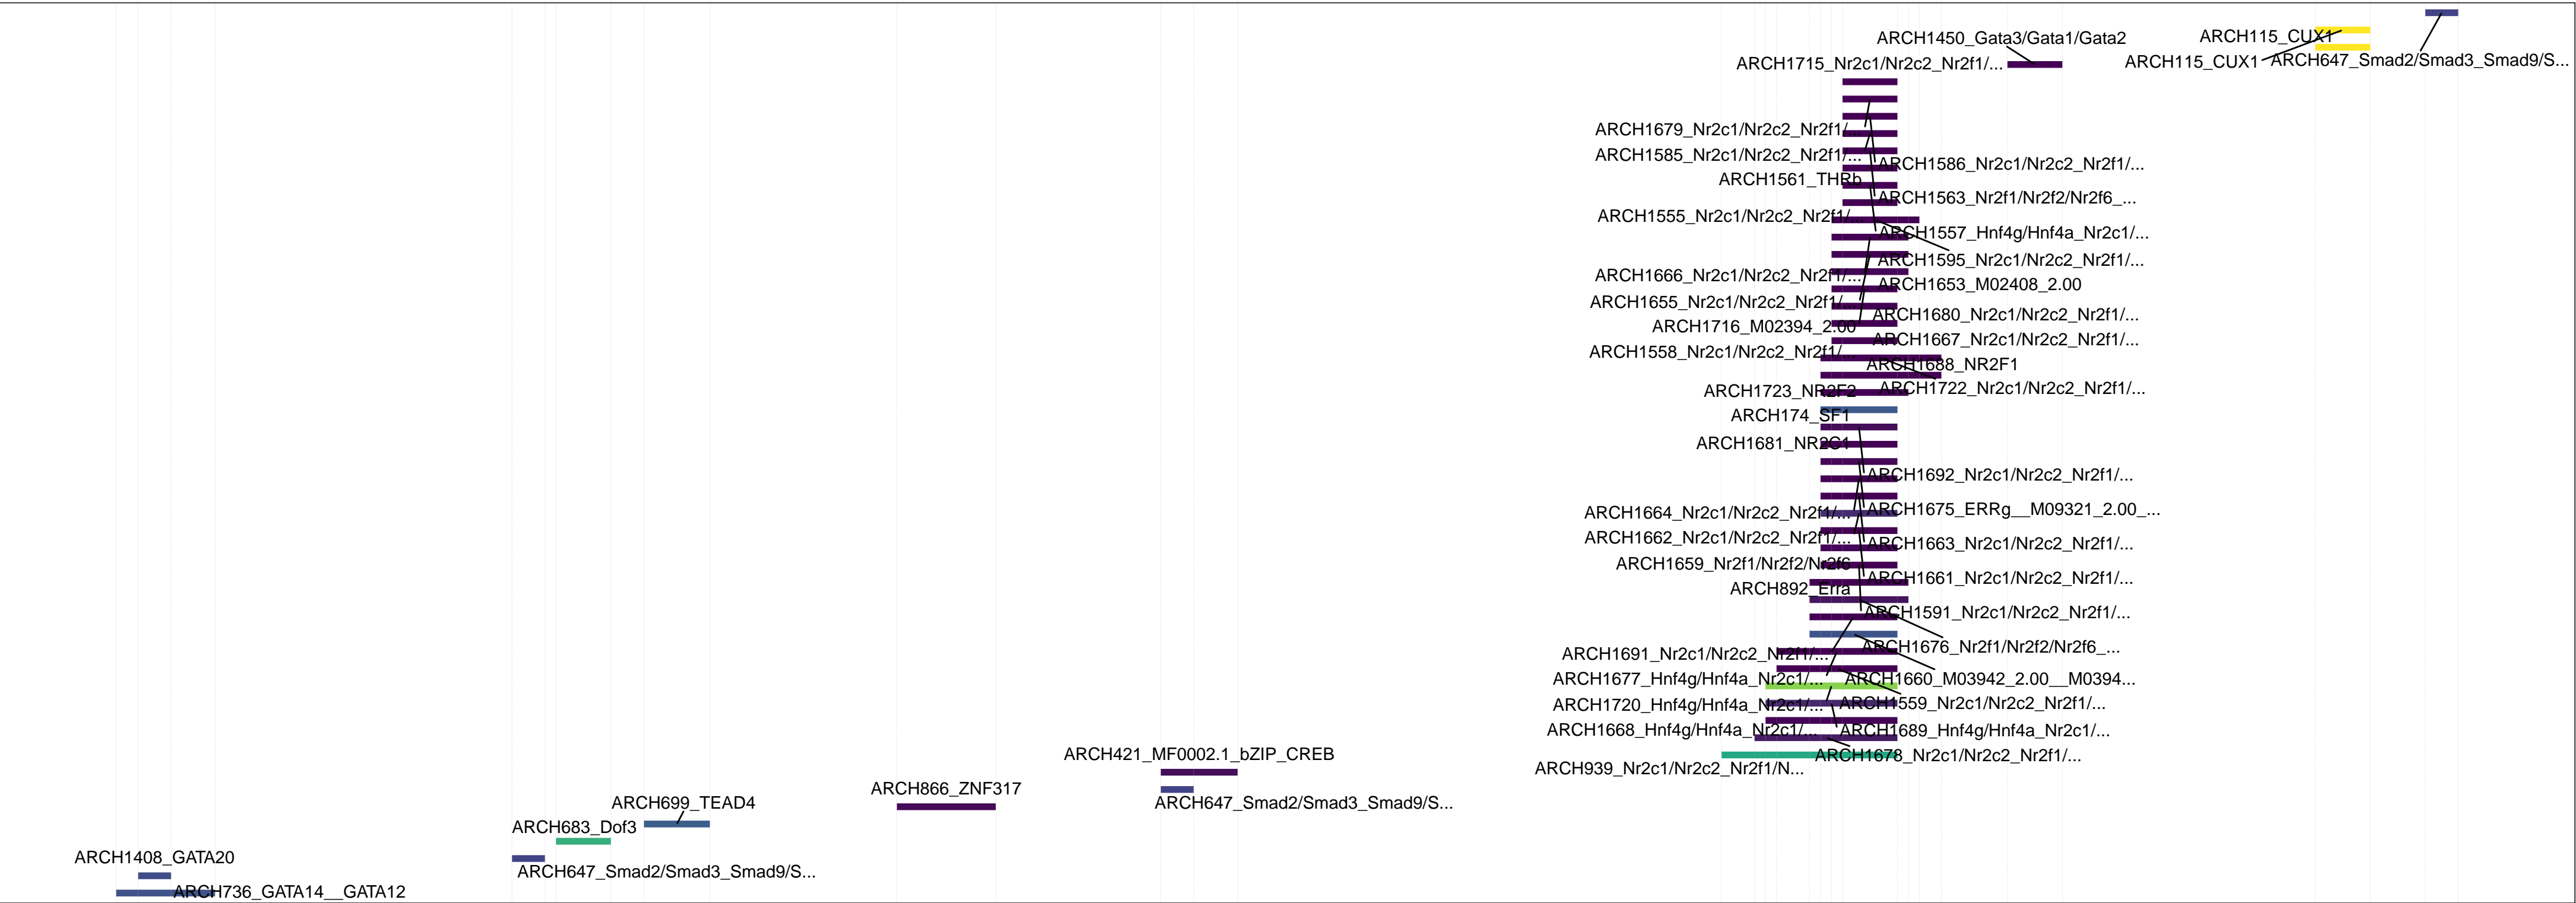 ARCH1450_Gata3/Gata1/Gata2
ARCH115_CUX1
ARCH115_CUX1
ARCH647_Smad2/Smad3_Smad9/S...
ARCH1715_Nr2c1/Nr2c2_Nr2f1/...
ARCH1679_Nr2c1/Nr2c2_Nr2f1/...
ARCH1585_Nr2c1/Nr2c2_Nr2f1/...
ARCH1586_Nr2c1/Nr2c2_Nr2f1/...
ARCH1561_THRb
ARCH1563_Nr2f1/Nr2f2/Nr2f6_...
ARCH1555_Nr2c1/Nr2c2_Nr2f1/...
ARCH1557_Hnf4g/Hnf4a_Nr2c1/...
ARCH1595_Nr2c1/Nr2c2_Nr2f1/...
ARCH1666_Nr2c1/Nr2c2_Nr2f1/...
ARCH1653_M02408_2.00
ARCH1655_Nr2c1/Nr2c2_Nr2f1/...
ARCH1680_Nr2c1/Nr2c2_Nr2f1/...
ARCH1716_M02394_2.00
ARCH1667_Nr2c1/Nr2c2_Nr2f1/...
ARCH1558_Nr2c1/Nr2c2_Nr2f1/...
ARCH1688_NR2F1
ARCH1722_Nr2c1/Nr2c2_Nr2f1/...
ARCH1723_NR2F2
ARCH174_SF1
ARCH1681_NR2C1
ARCH1692_Nr2c1/Nr2c2_Nr2f1/...
ARCH1664_Nr2c1/Nr2c2_Nr2f1/...
ARCH1675_ERRg__M09321_2.00_...
ARCH1662_Nr2c1/Nr2c2_Nr2f1/...
ARCH1663_Nr2c1/Nr2c2_Nr2f1/...
ARCH1659_Nr2f1/Nr2f2/Nr2f6
ARCH1661_Nr2c1/Nr2c2_Nr2f1/...
ARCH892_Erra
ARCH1591_Nr2c1/Nr2c2_Nr2f1/...
ARCH1676_Nr2f1/Nr2f2/Nr2f6_...
ARCH1691_Nr2c1/Nr2c2_Nr2f1/...
ARCH1677_Hnf4g/Hnf4a_Nr2c1/...
ARCH1660_M03942_2.00__M0394...
ARCH1720_Hnf4g/Hnf4a_Nr2c1/...
ARCH1559_Nr2c1/Nr2c2_Nr2f1/...
ARCH1668_Hnf4g/Hnf4a_Nr2c1/...
ARCH1689_Hnf4g/Hnf4a_Nr2c1/...
ARCH1678_Nr2c1/Nr2c2_Nr2f1/...
ARCH939_Nr2c1/Nr2c2_Nr2f1/N...
ARCH421_MF0002.1_bZIP_CREB
ARCH647_Smad2/Smad3_Smad9/S...
ARCH866_ZNF317
ARCH699_TEAD4
ARCH683_Dof3
ARCH647_Smad2/Smad3_Smad9/S...
ARCH1408_GATA20
ARCH736_GATA14__GATA12